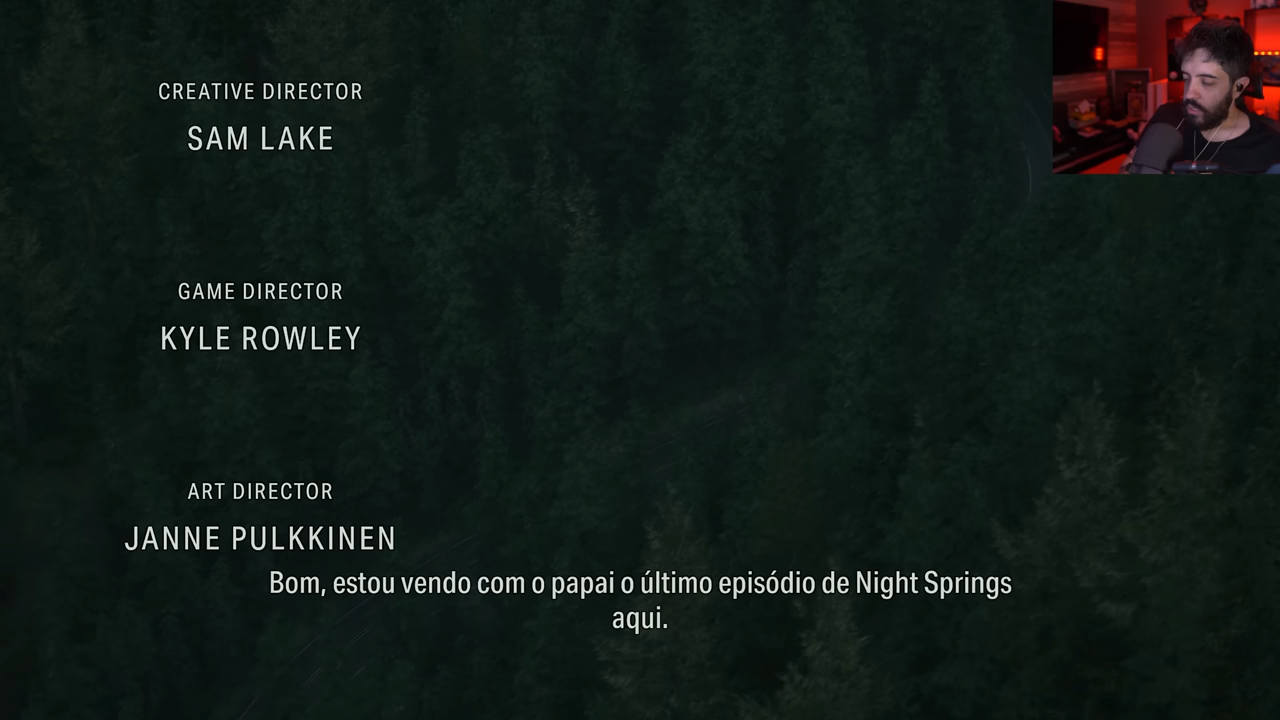 CREATIVE DIRECTOR
SAM LAKE
GAME DIRECTOR
KYLE ROWLEY
ART DIRECTOR
JANNE PULKKINEN
Bom, estou vendo com o papai o último episódio de Night Springs
aqui.